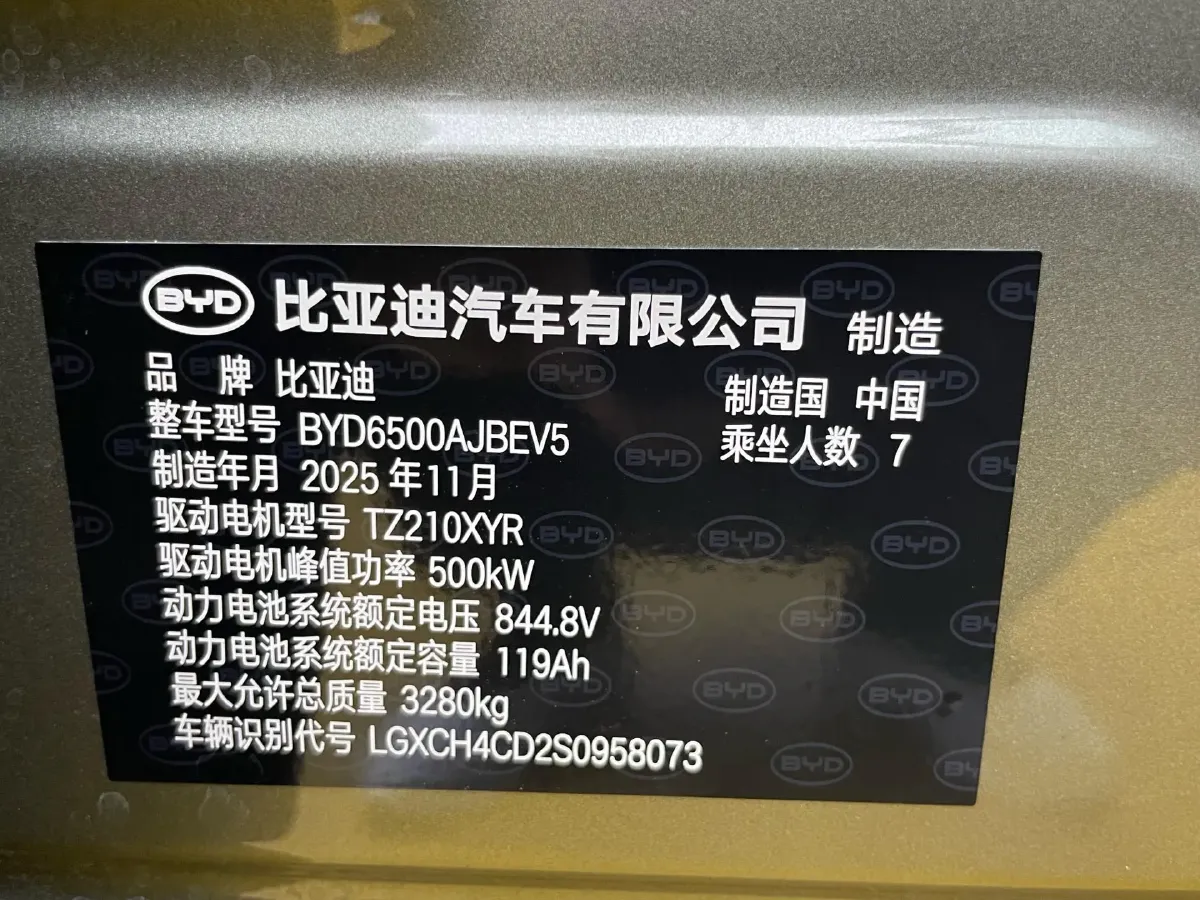 BYD 比亚迪汽车有限公司 制造
品 牌 比亚迪 制造国 中国
整车型号 BYD6500AJBEV5 乘坐人数 7
制造年月 2025年11月
驱动电机型号 TZ210XYR
驱动电机峰值功率 500kW
动力电池系统额定电压 844.8V
动力电池系统额定容量 119Ah
最大允许总质量 3280kg
车辆识别代号 LGXCH4CD2S0958073